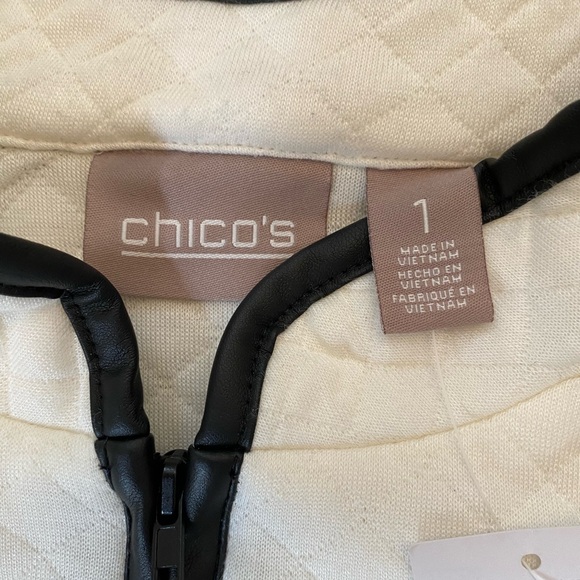 chico's
1
MADE IN
VIETNAM
HECHO EN
VIETNAM
FABRIQUÉ EN
VIETNAM